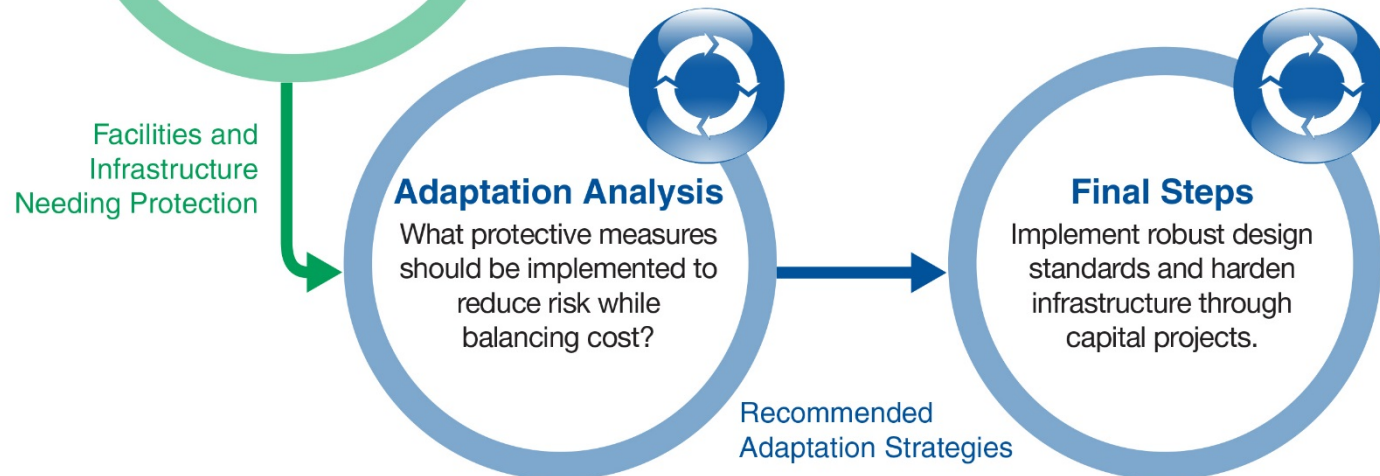 Facilities and
Infrastructure
Needing Protection
Adaptation Analysis
What protective measures
should be implemented to
reduce risk while
balancing cost?
Recommended
Adaptation Strategies
Final Steps
Implement robust design
standards and harden
infrastructure through
capital projects.